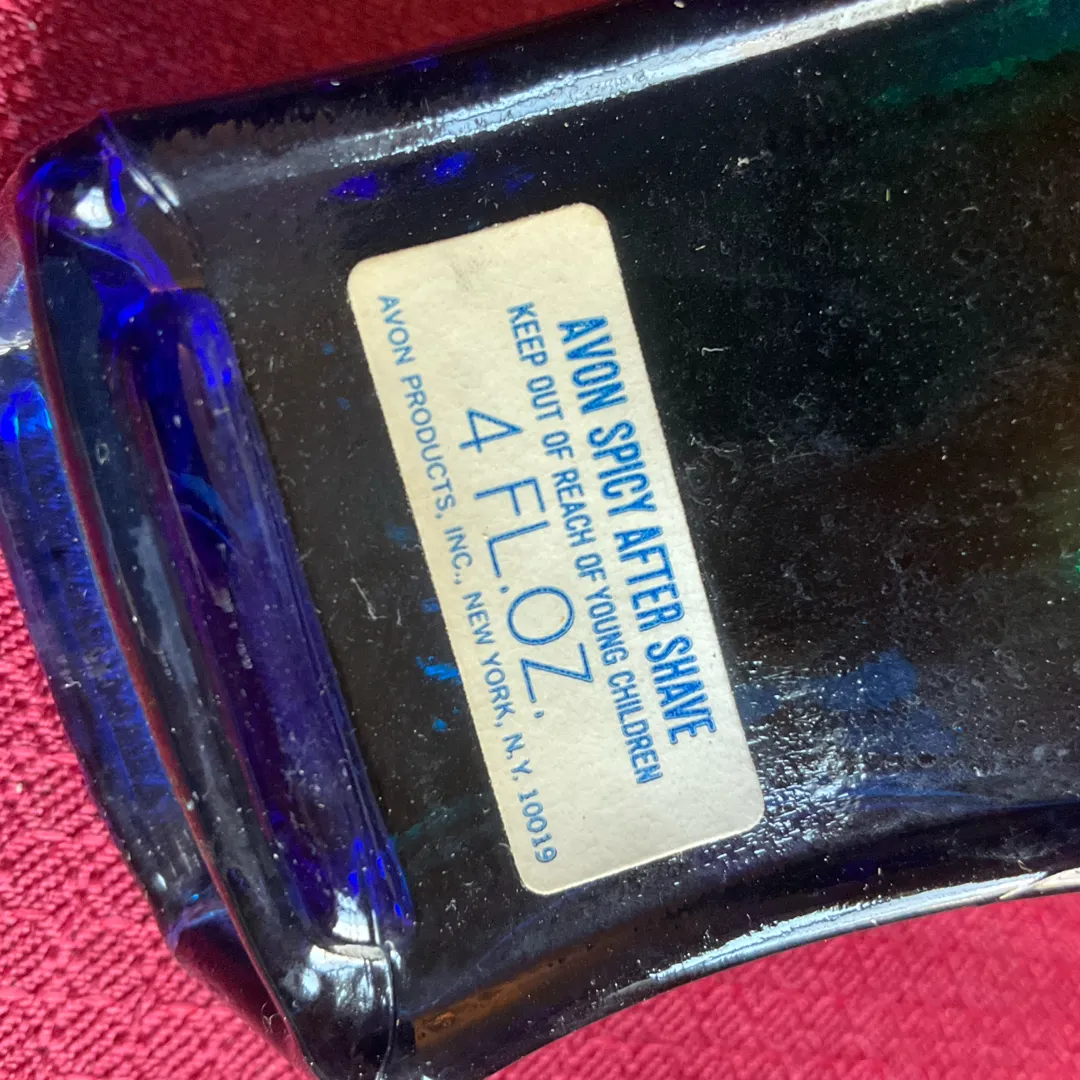 AVON SPICY AFTER SHAVE
KEEP OUT OF REACH OF YOUNG CHILDREN
4 FL.OZ.
AVON PRODUCTS, INC., NEW YORK, N.Y. 10019